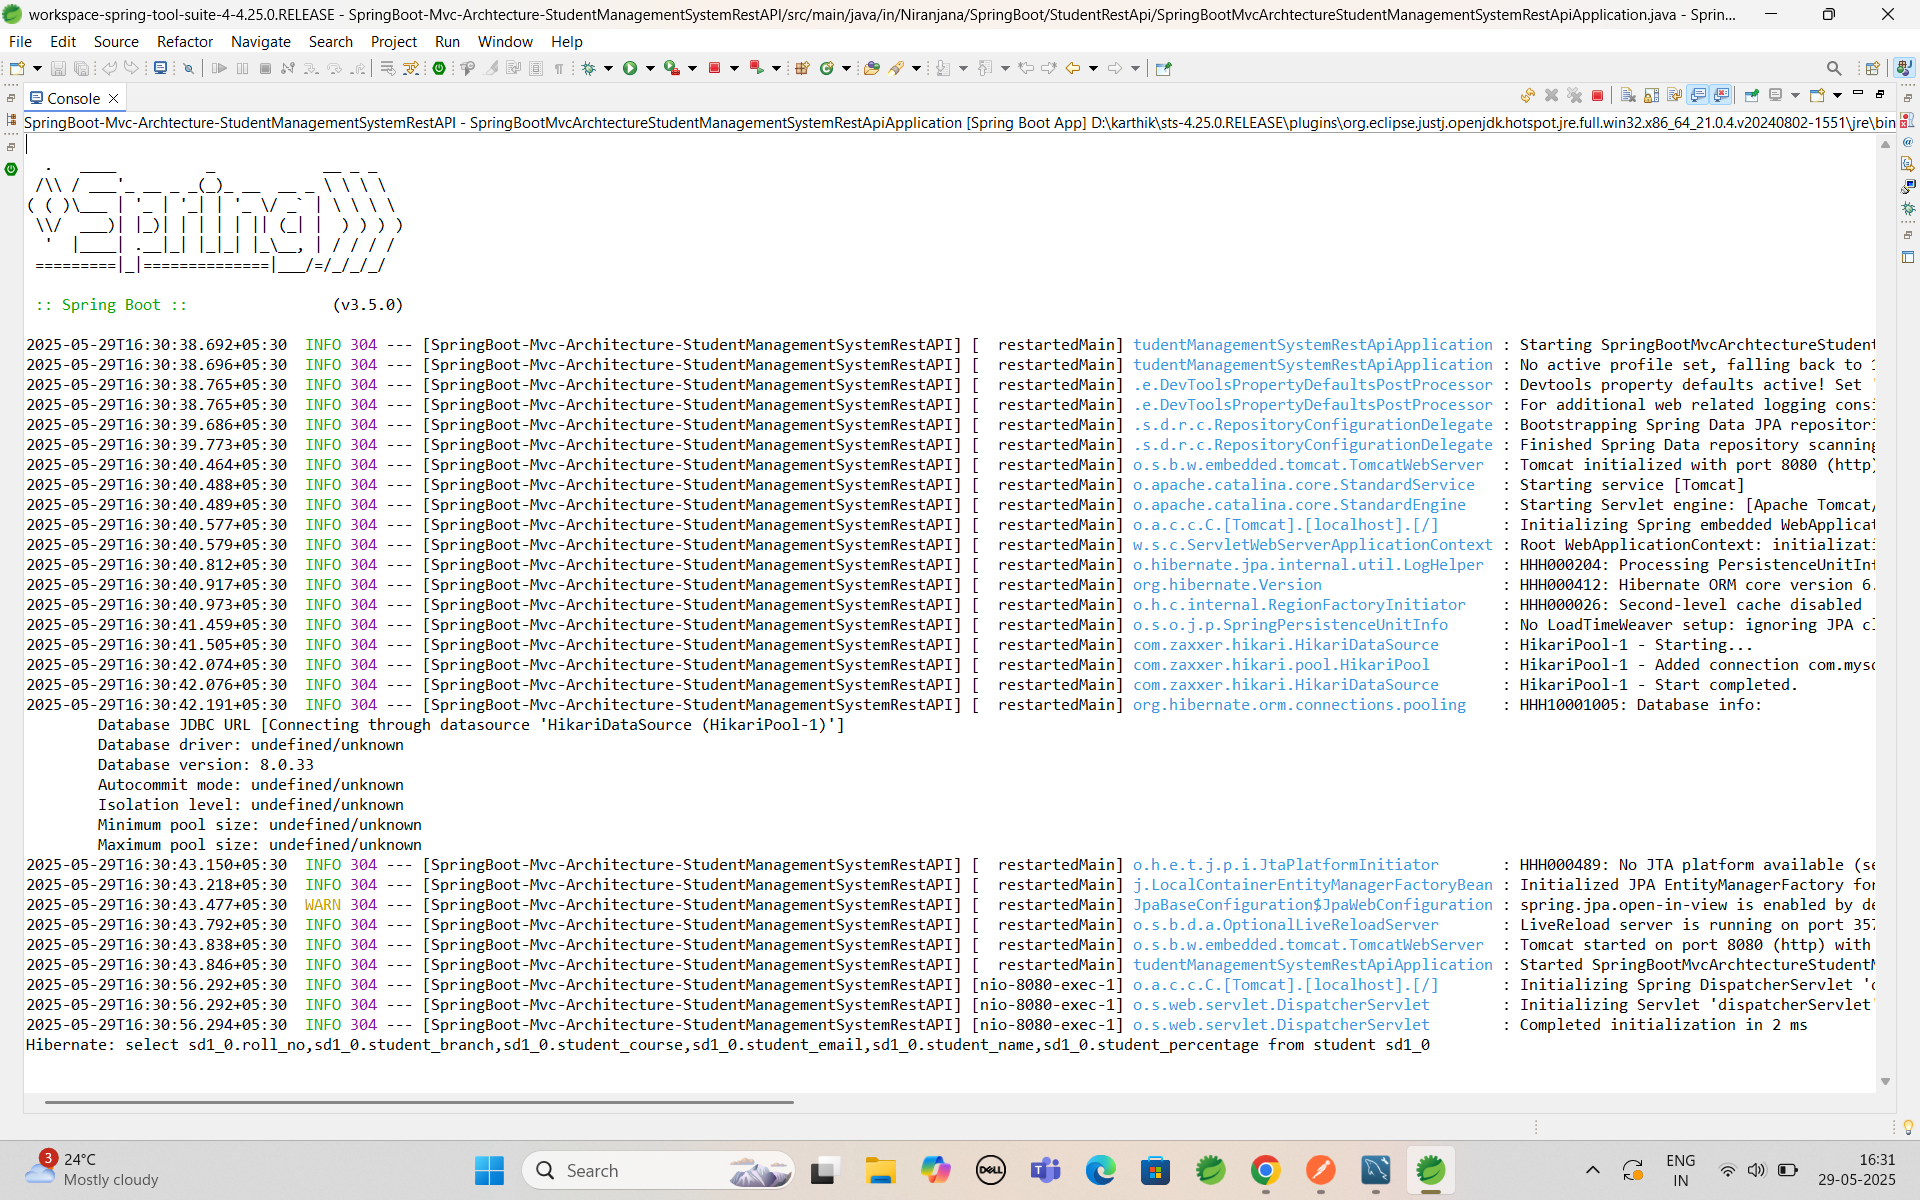 workspace-spring-tool-suite-4-4.25.0.RELEASE - SpringBoot-Mvc-Archtecture-StudentManagementSystemRestAPI/src/main/java/in/Niranjana/SpringBoot/StudentRestApi/SpringBootMvcArchtectureStudentManagementSystemRestApiApplication.java - Sprin...
File Edit Source Refactor Navigate Search Project Run Window Help
Console
SpringBoot-Mvc-Archtecture-StudentManagementSystemRestAPI - SpringBootMvcArchtectureStudentManagementSystemRestApiApplication [Spring Boot App] D:\karthik\sts-4.25.0.RELEASE\plugins\org.eclipse.justj.openjdk.hotspot.jre.full.win32.x86_64_21.0.4.v20240802-1551\jre\bin
Spring
:: Spring Boot :: (v3.5.0)
2025-05-29T16:30:38.692+05:30 INFO 304 --- [SpringBoot-Mvc-Architecture-StudentManagementSystemRestAPI] [ restartedMain] tudentManagementSystemRestApiApplication : Starting SpringBootMvcArchtectureStudent
2025-05-29T16:30:38.696+05:30 INFO 304 --- [SpringBoot-Mvc-Architecture-StudentManagementSystemRestAPI] [ restartedMain] tudentManagementSystemRestApiApplication : No active profile set, falling back to 1
2025-05-29T16:30:38.765+05:30 INFO 304 --- [SpringBoot-Mvc-Architecture-StudentManagementSystemRestAPI] [ restartedMain] .e.DevToolsPropertyDefaultsPostProcessor : Devtools property defaults active! Set '
2025-05-29T16:30:38.765+05:30 INFO 304 --- [SpringBoot-Mvc-Architecture-StudentManagementSystemRestAPI] [ restartedMain] .e.DevToolsPropertyDefaultsPostProcessor : For additional web related logging consi
2025-05-29T16:30:39.686+05:30 INFO 304 --- [SpringBoot-Mvc-Architecture-StudentManagementSystemRestAPI] [ restartedMain] .s.d.r.c.RepositoryConfigurationDelegate : Bootstrapping Spring Data JPA repositori
2025-05-29T16:30:39.773+05:30 INFO 304 --- [SpringBoot-Mvc-Architecture-StudentManagementSystemRestAPI] [ restartedMain] .s.d.r.c.RepositoryConfigurationDelegate : Finished Spring Data repository scanning
2025-05-29T16:30:40.464+05:30 INFO 304 --- [SpringBoot-Mvc-Architecture-StudentManagementSystemRestAPI] [ restartedMain] o.s.b.w.embedded.tomcat.TomcatWebServer : Tomcat initialized with port 8080 (http)
2025-05-29T16:30:40.488+05:30 INFO 304 --- [SpringBoot-Mvc-Architecture-StudentManagementSystemRestAPI] [ restartedMain] o.apache.catalina.core.StandardService : Starting service [Tomcat]
2025-05-29T16:30:40.489+05:30 INFO 304 --- [SpringBoot-Mvc-Architecture-StudentManagementSystemRestAPI] [ restartedMain] o.apache.catalina.core.StandardEngine : Starting Servlet engine: [Apache Tomcat/
2025-05-29T16:30:40.577+05:30 INFO 304 --- [SpringBoot-Mvc-Architecture-StudentManagementSystemRestAPI] [ restartedMain] o.a.c.c.C.[Tomcat].[localhost].[/] : Initializing Spring embedded WebApplicat
2025-05-29T16:30:40.579+05:30 INFO 304 --- [SpringBoot-Mvc-Architecture-StudentManagementSystemRestAPI] [ restartedMain] w.s.c.ServletWebServerApplicationContext : Root WebApplicationContext: initializati
2025-05-29T16:30:40.812+05:30 INFO 304 --- [SpringBoot-Mvc-Architecture-StudentManagementSystemRestAPI] [ restartedMain] o.hibernate.jpa.internal.util.LogHelper : HHH000204: Processing PersistenceUnitInf
2025-05-29T16:30:40.917+05:30 INFO 304 --- [SpringBoot-Mvc-Architecture-StudentManagementSystemRestAPI] [ restartedMain] org.hibernate.Version : HHH000412: Hibernate ORM core version 6.
2025-05-29T16:30:40.973+05:30 INFO 304 --- [SpringBoot-Mvc-Architecture-StudentManagementSystemRestAPI] [ restartedMain] o.h.c.internal.RegionFactoryInitiator : HHH000026: Second-level cache disabled
2025-05-29T16:30:41.459+05:30 INFO 304 --- [SpringBoot-Mvc-Architecture-StudentManagementSystemRestAPI] [ restartedMain] o.s.o.j.p.SpringPersistenceUnitInfo : No LoadTimeWeaver setup: ignoring JPA cl
2025-05-29T16:30:41.505+05:30 INFO 304 --- [SpringBoot-Mvc-Architecture-StudentManagementSystemRestAPI] [ restartedMain] com.zaxxer.hikari.HikariDataSource : HikariPool-1 - Starting...
2025-05-29T16:30:42.074+05:30 INFO 304 --- [SpringBoot-Mvc-Architecture-StudentManagementSystemRestAPI] [ restartedMain] com.zaxxer.hikari.pool.HikariPool : HikariPool-1 - Added connection com.mysq
2025-05-29T16:30:42.076+05:30 INFO 304 --- [SpringBoot-Mvc-Architecture-StudentManagementSystemRestAPI] [ restartedMain] com.zaxxer.hikari.HikariDataSource : HikariPool-1 - Start completed.
2025-05-29T16:30:42.191+05:30 INFO 304 --- [SpringBoot-Mvc-Architecture-StudentManagementSystemRestAPI] [ restartedMain] org.hibernate.orm.connections.pooling : HHH10001005: Database info:
Database JDBC URL [Connecting through datasource 'HikariDataSource (HikariPool-1)']
Database driver: undefined/unknown
Database version: 8.0.33
Autocommit mode: undefined/unknown
Isolation level: undefined/unknown
Minimum pool size: undefined/unknown
Maximum pool size: undefined/unknown
2025-05-29T16:30:43.150+05:30 INFO 304 --- [SpringBoot-Mvc-Architecture-StudentManagementSystemRestAPI] [ restartedMain] o.h.e.t.j.p.i.JtaPlatformInitiator : HHH000489: No JTA platform available (se
2025-05-29T16:30:43.218+05:30 INFO 304 --- [SpringBoot-Mvc-Architecture-StudentManagementSystemRestAPI] [ restartedMain] j.LocalContainerEntityManagerFactoryBean : Initialized JPA EntityManagerFactory for
2025-05-29T16:30:43.477+05:30 WARN 304 --- [SpringBoot-Mvc-Architecture-StudentManagementSystemRestAPI] [ restartedMain] JpaBaseConfiguration$JpaWebConfiguration : spring.jpa.open-in-view is enabled by de
2025-05-29T16:30:43.792+05:30 INFO 304 --- [SpringBoot-Mvc-Architecture-StudentManagementSystemRestAPI] [ restartedMain] o.s.b.d.a.OptionalLiveReloadServer : LiveReload server is running on port 357
2025-05-29T16:30:43.838+05:30 INFO 304 --- [SpringBoot-Mvc-Architecture-StudentManagementSystemRestAPI] [ restartedMain] o.s.b.w.embedded.tomcat.TomcatWebServer : Tomcat started on port 8080 (http) with
2025-05-29T16:30:43.846+05:30 INFO 304 --- [SpringBoot-Mvc-Architecture-StudentManagementSystemRestAPI] [ restartedMain] tudentManagementSystemRestApiApplication : Started SpringBootMvcArchtectureStudentM
2025-05-29T16:30:56.292+05:30 INFO 304 --- [SpringBoot-Mvc-Architecture-StudentManagementSystemRestAPI] [nio-8080-exec-1] o.a.c.c.C.[Tomcat].[localhost].[/] : Initializing Spring DispatcherServlet 'd
2025-05-29T16:30:56.292+05:30 INFO 304 --- [SpringBoot-Mvc-Architecture-StudentManagementSystemRestAPI] [nio-8080-exec-1] o.s.web.servlet.DispatcherServlet : Initializing Servlet 'dispatcherServlet'
2025-05-29T16:30:56.294+05:30 INFO 304 --- [SpringBoot-Mvc-Architecture-StudentManagementSystemRestAPI] [nio-8080-exec-1] o.s.web.servlet.DispatcherServlet : Completed initialization in 2 ms
Hibernate: select sd1_0.roll_no,sd1_0.student_branch,sd1_0.student_course,sd1_0.student_email,sd1_0.student_name,sd1_0.student_percentage from student sd1_0
3
24°C
Mostly cloudy
Search
DELL
ENG
IN
16:31
29-05-2025